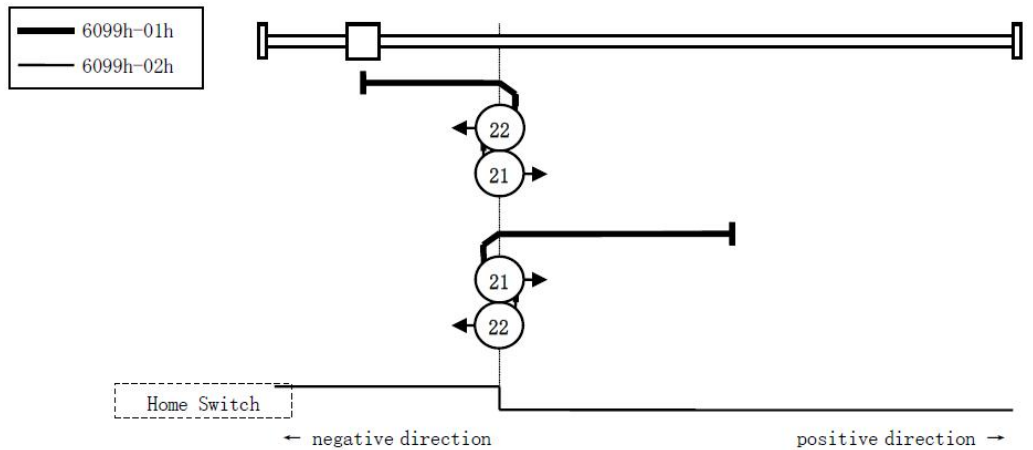 6099h-01h
6099h-02h
22
21
21
22
Home Switch
← negative direction
positive direction →